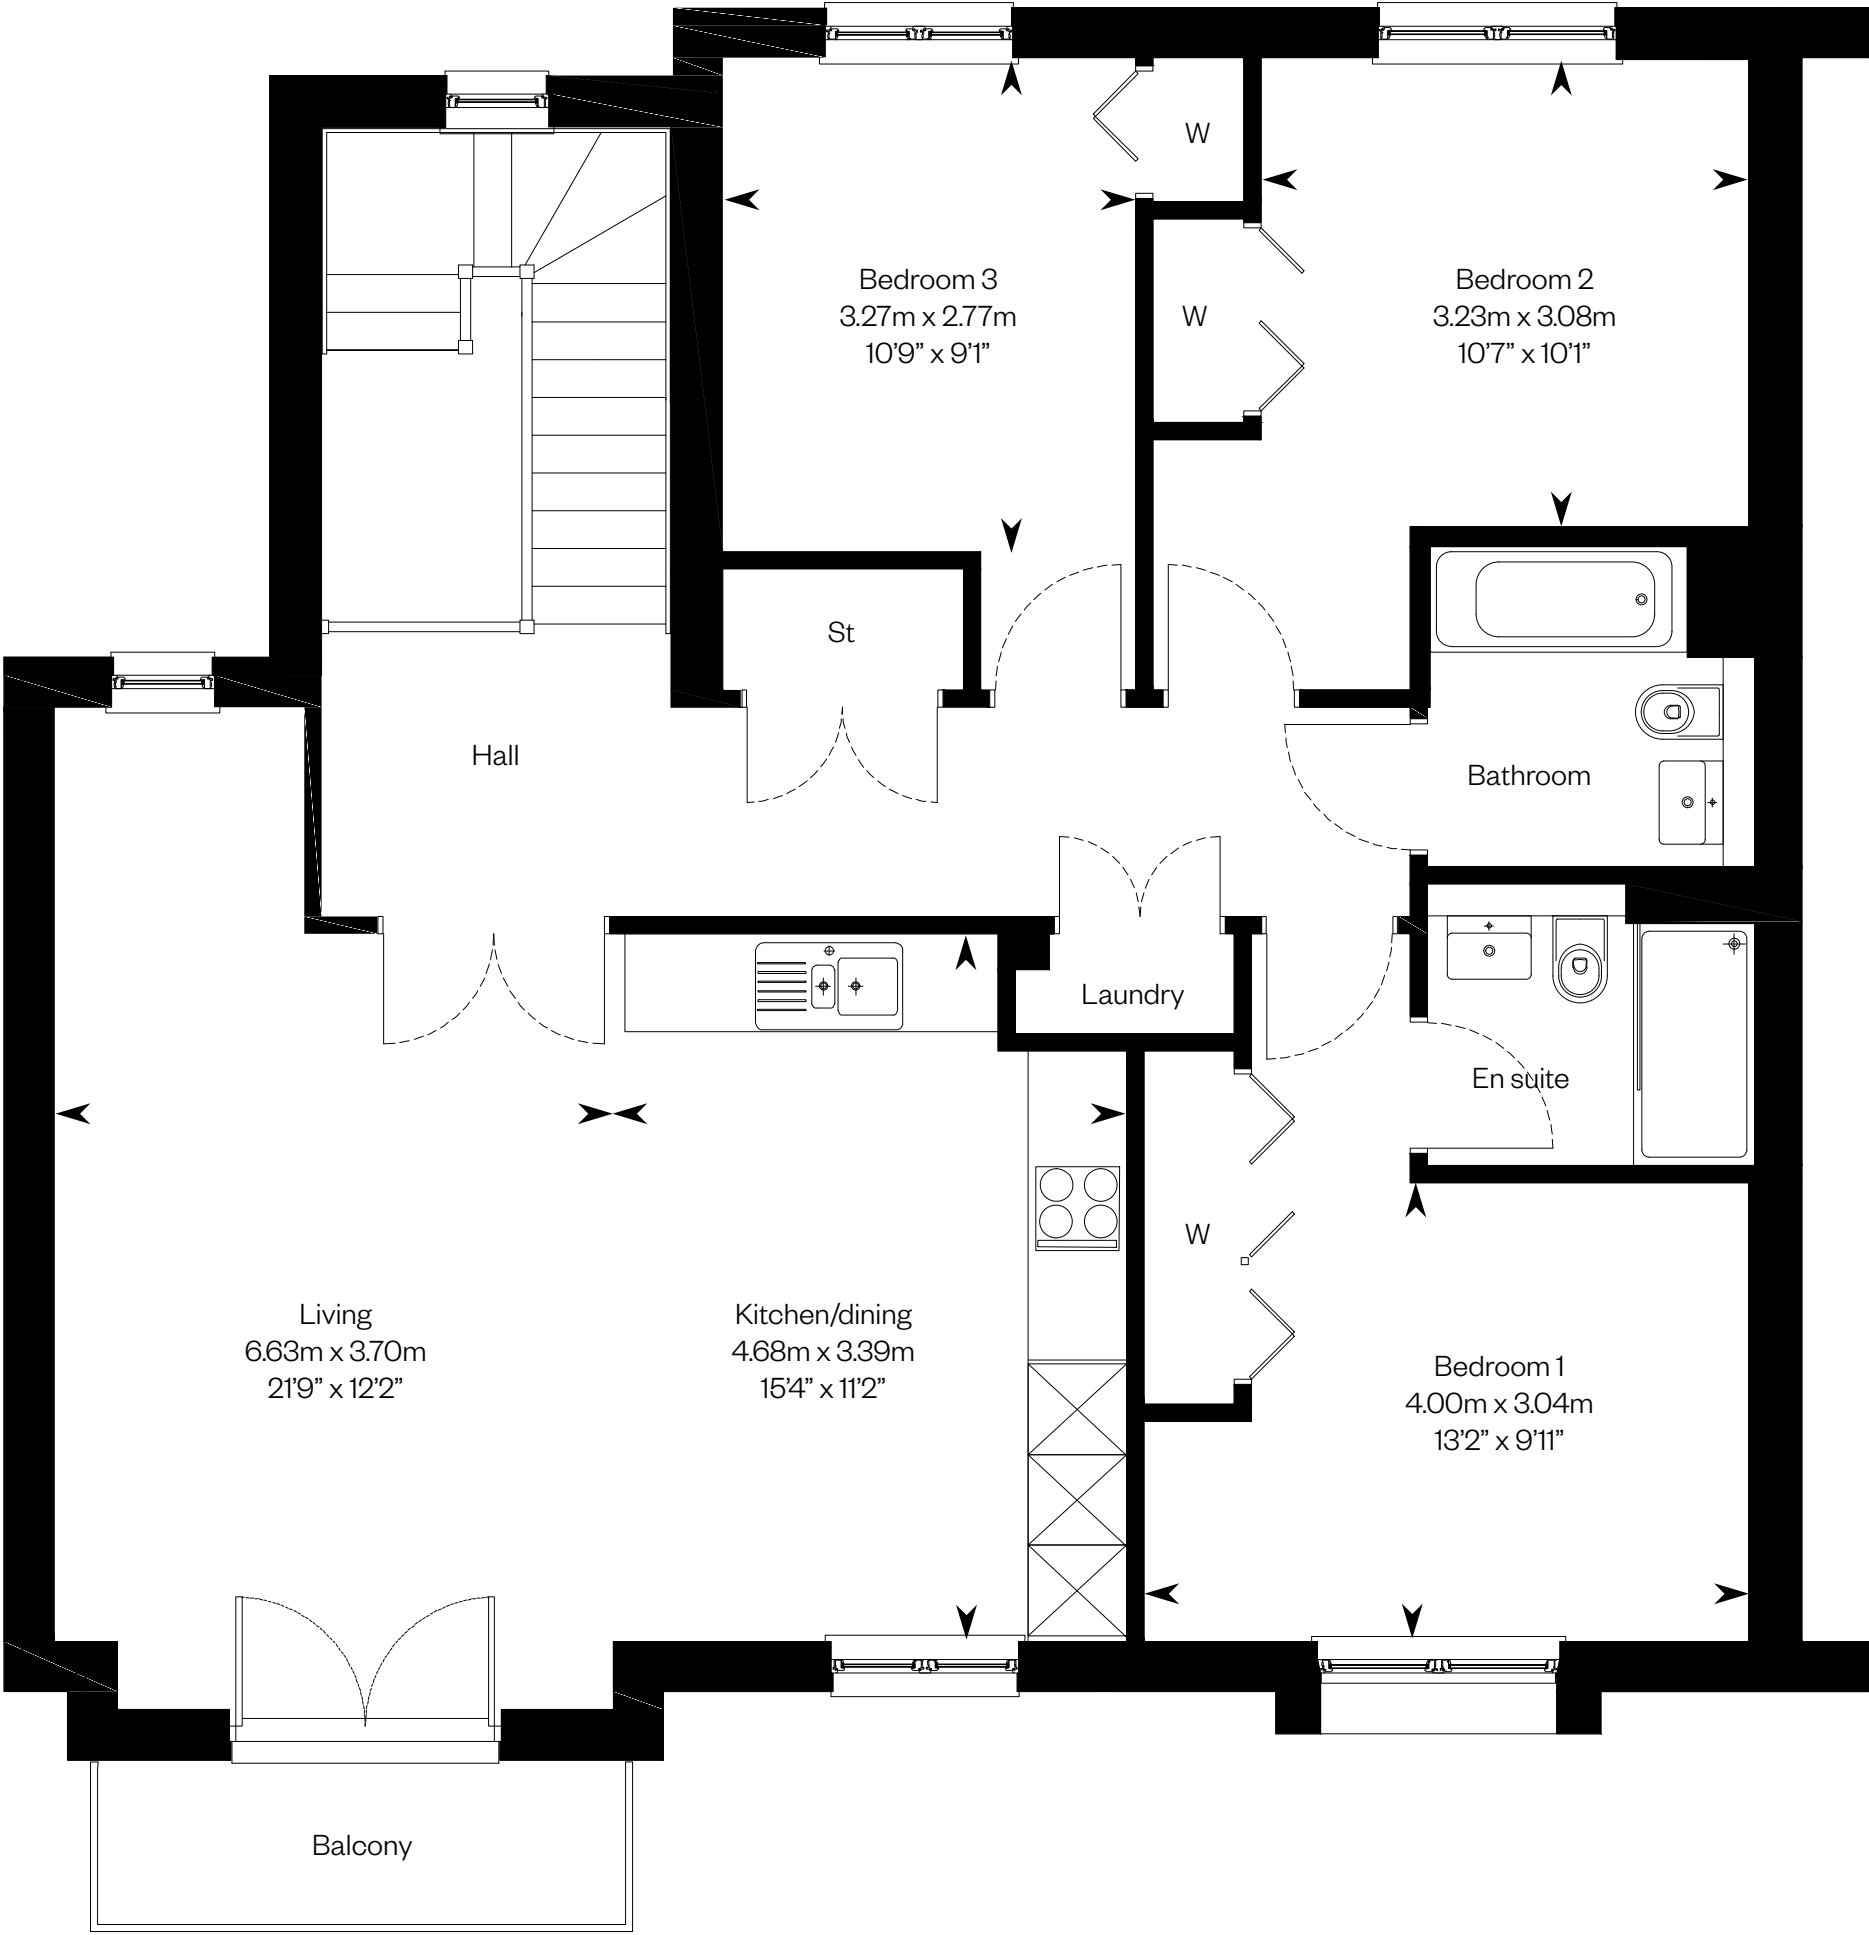 W
Bedroom 3
3.27m x 2.77m
10’9” x 9’1”
W
Bedroom 2
3.23m x 3.08m
10’7” x 10’1”
St
Hall
Bathroom
Laundry
En suite
W
Living
6.63m x 3.70m
21’9” x 12’2”
Kitchen/dining
4.68m x 3.39m
15’4” x 11’2”
Bedroom 1
4.00m x 3.04m
13’2” x 9’11”
Balcony